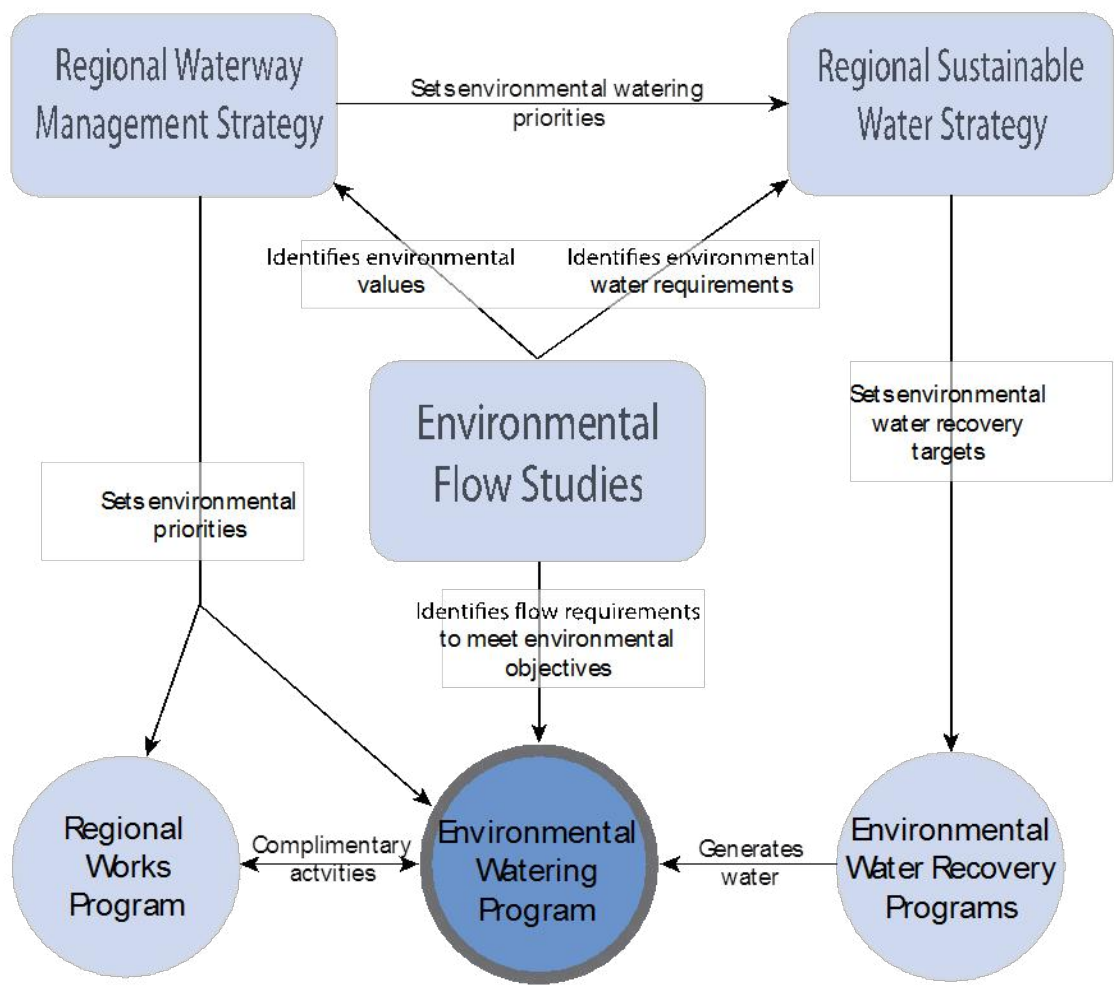 Regional Waterway
Management Strategy
Sets environmental watering
priorities
Regional Sustainable
Water Strategy
Identifies environmental
values
Identifies environmental
water requirements
Environmental
Flow Studies
Sets environmental
water recovery
targets
Sets environmental
priorities
Identifies flow requirements
to meet environmental
objectives
Regional
Works
Program
Complimentary
actvities
Environmental
Watering
Program
Generates
water
Environmental
Water Recovery
Programs